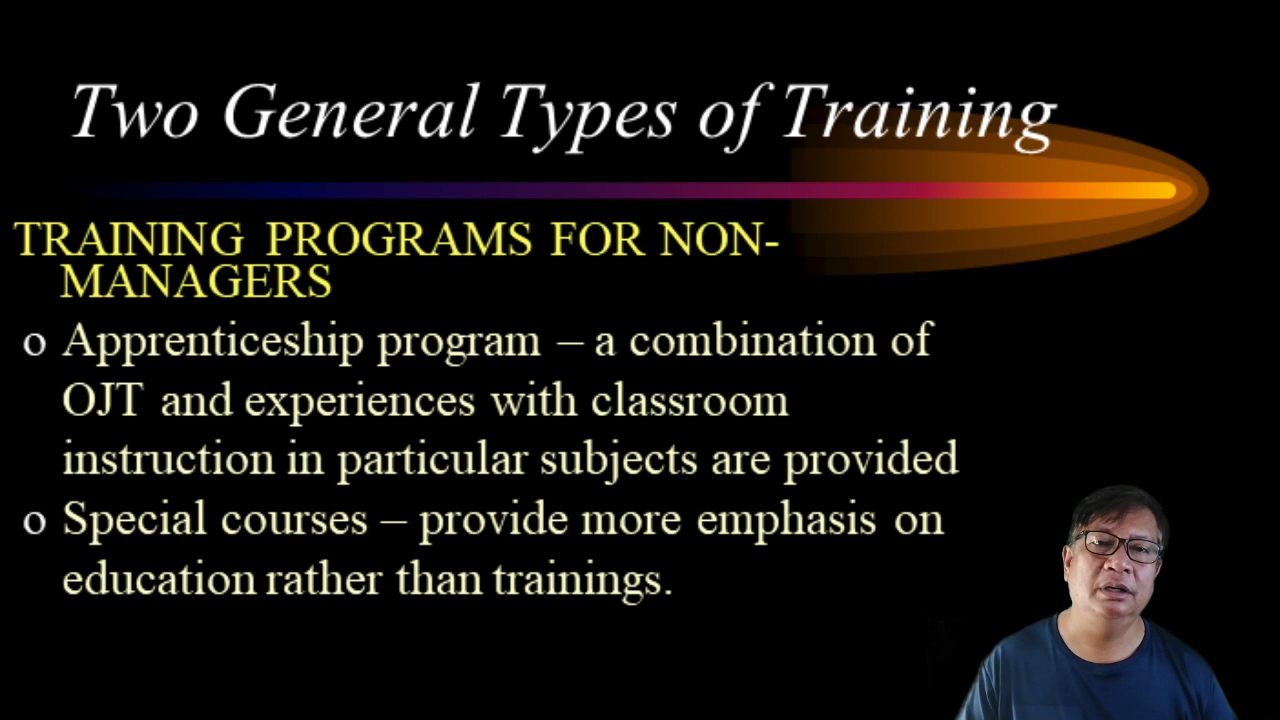 Two General Types of Training
TRAINING PROGRAMS FOR NON-
MANAGERS
o Apprenticeship program – a combination of
OJT and experiences with classroom
instruction in particular subjects are provided
o Special courses – provide more emphasis on
education rather than trainings.